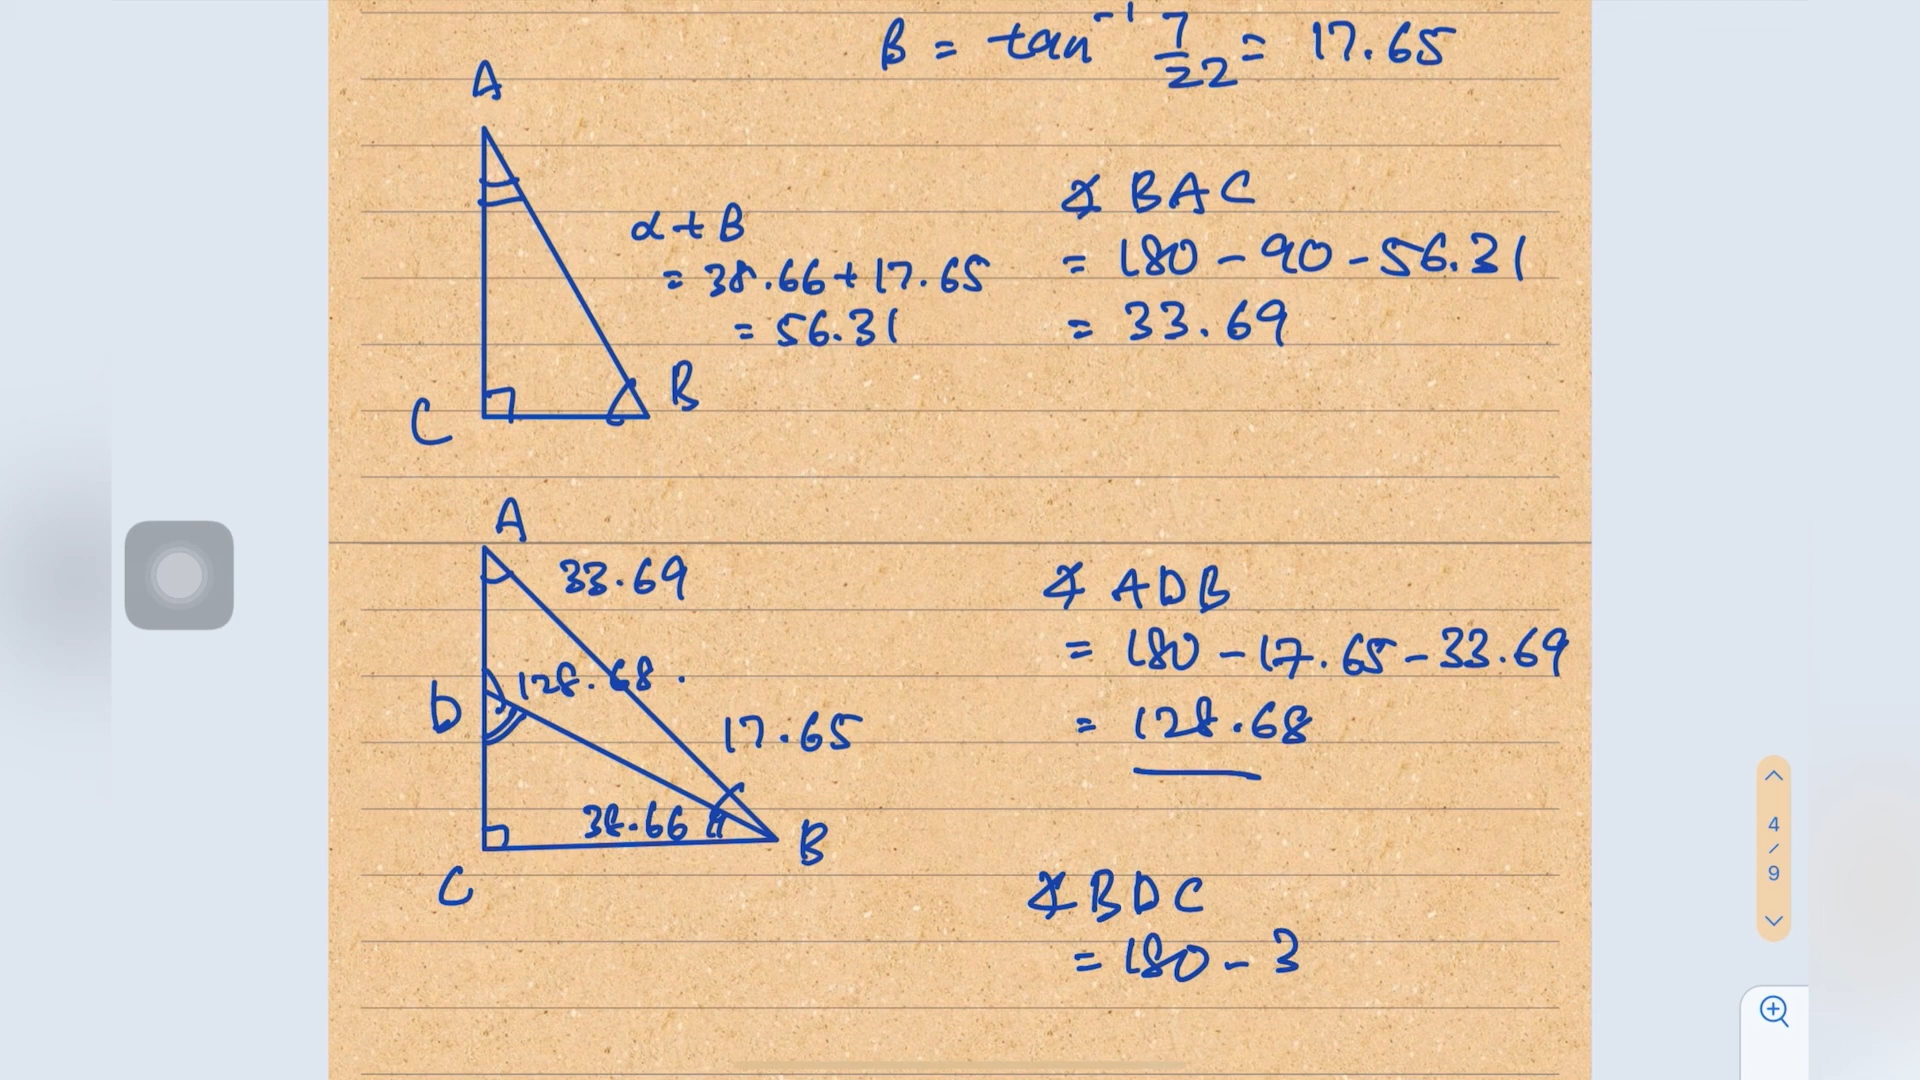 B = tan⁻¹ 7/22 = 17.65
A
∡ BAC
α + B
= 180 - 90 - 56.31
= 38.66 + 17.65
= 33.69
= 56.31
B
C
A
33.69
∡ ADB
= 180 - 17.65 - 33.69
D
128.68.
= 128.68
17.65
38.66
B
C
∡ BDC
= 180 - 3
4
/
9